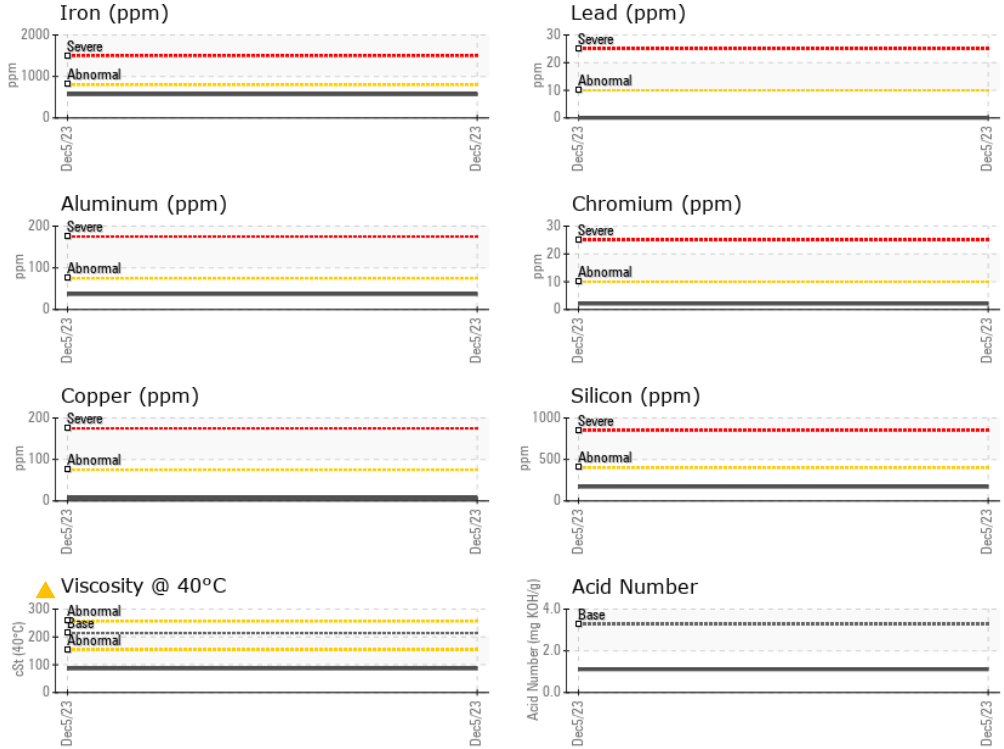 Iron (ppm)
2000
1000
0
ppm
Severe
Abnormal
Dec5/23
Dec5/23
Lead (ppm)
30
20
10
0
ppm
Severe
Abnormal
Dec5/23
Dec5/23
Aluminum (ppm)
200
100
0
ppm
Severe
Abnormal
Dec5/23
Dec5/23
Chromium (ppm)
30
20
10
0
ppm
Severe
Abnormal
Dec5/23
Dec5/23
Copper (ppm)
200
100
0
ppm
Severe
Abnormal
Dec5/23
Dec5/23
Silicon (ppm)
1000
500
0
ppm
Severe
Abnormal
Dec5/23
Dec5/23
Viscosity @ 40°C
300
200
100
0
cSt (40°C)
Abnormal
Base
Abnormal
Dec5/23
Dec5/23
Acid Number
4.0
2.0
0.0
Acid Number (mg KOH/g)
Base
Dec5/23
Dec5/23